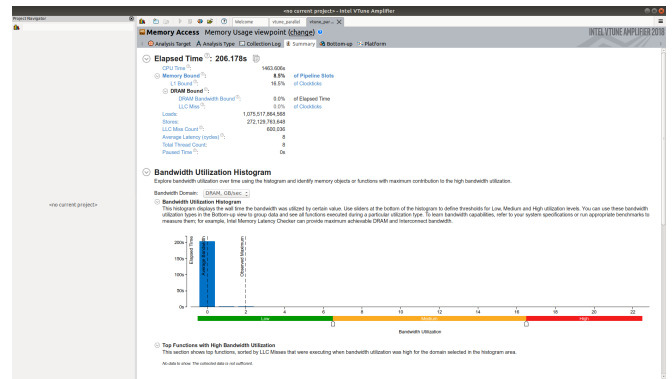 <no current project> - Intel VTune Amplifier
Project Navigator
Welcome vtune_parallel vtune_par... X
Memory Access Memory Usage viewpoint (change)
INTEL VTUNE AMPLIFIER 2018
Analysis Target Analysis Type Collection Log Summary Bottom-up Platform
Elapsed Time: 206.178s
CPU Time: 1463.606s
Memory Bound: 8.5% of Pipeline Slots
L1 Bound: 16.5% of Clockticks
DRAM Bound:
DRAM Bandwidth Bound: 0.0% of Elapsed Time
LLC Miss: 0.0% of Clockticks
Loads: 1,075,517,864,568
Stores: 272,128,763,648
LLC Miss Count: 600,036
Average Latency (cycles): 8
Total Thread Count: 8
Paused Time: 0s
Bandwidth Utilization Histogram
Explore bandwidth utilization over time using the histogram and identify memory objects or functions with maximum contribution to the high bandwidth utilization.
Bandwidth Domain: DRAM, GB/sec
Bandwidth Utilization Histogram
This histogram displays the wall time the bandwidth was utilized by certain value. Use sliders at the bottom of the histogram to define thresholds for Low, Medium and High utilization levels. You can use these bandwidth
utilization types in the Bottom-up view to group data and see all functions executed during a particular utilization type. To learn bandwidth capabilities, refer to your system specifications or run appropriate benchmarks to
measure them; for example, Intel Memory Latency Checker can provide maximum achievable DRAM and Interconnect bandwidth.
<no current project>
Elapsed Time
Average Bandwidth
Observed Maximum
200s
150s
100s
50s
0s
0 2 4 6 8 10 12 14 16 18 20 22
Low Medium High
Bandwidth Utilization
Top Functions with High Bandwidth Utilization
This section shows top functions, sorted by LLC Misses that were executing when bandwidth utilization was high for the domain selected in the histogram area.
No data to show. The collected data is not sufficient.